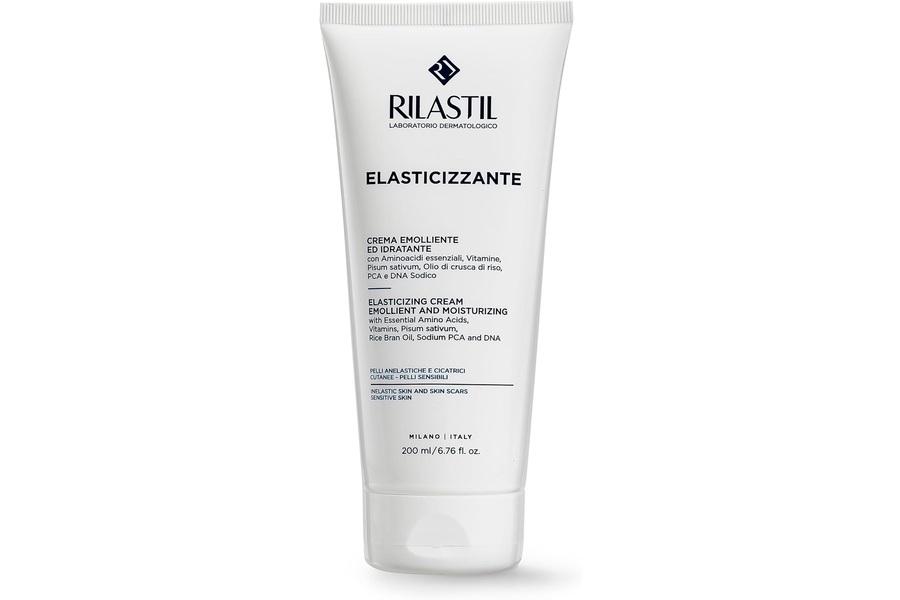 RILASTIL
LABORATORIO DERMATOLOGICO
ELASTICIZZANTE
CREMA EMOLLIENTE
ED IDRATANTE
con Aminoacidi essenziali, Vitamine,
Pisum sativum, Olio di crusca di riso,
PCA e DNA Sodico
ELASTICIZING CREAM
EMOLLIENT AND MOISTURIZING
with Essential Amino Acids,
Vitamins, Pisum sativum,
Rice Bran Oil, Sodium PCA and DNA
PELLI ANELASTICHE E CICATRICI
CUTANEE - PELLI SENSIBILI
INELASTIC SKIN AND SKIN SCARS
SENSITIVE SKIN
MILANO | ITALY
200 ml/6.76 fl. oz.